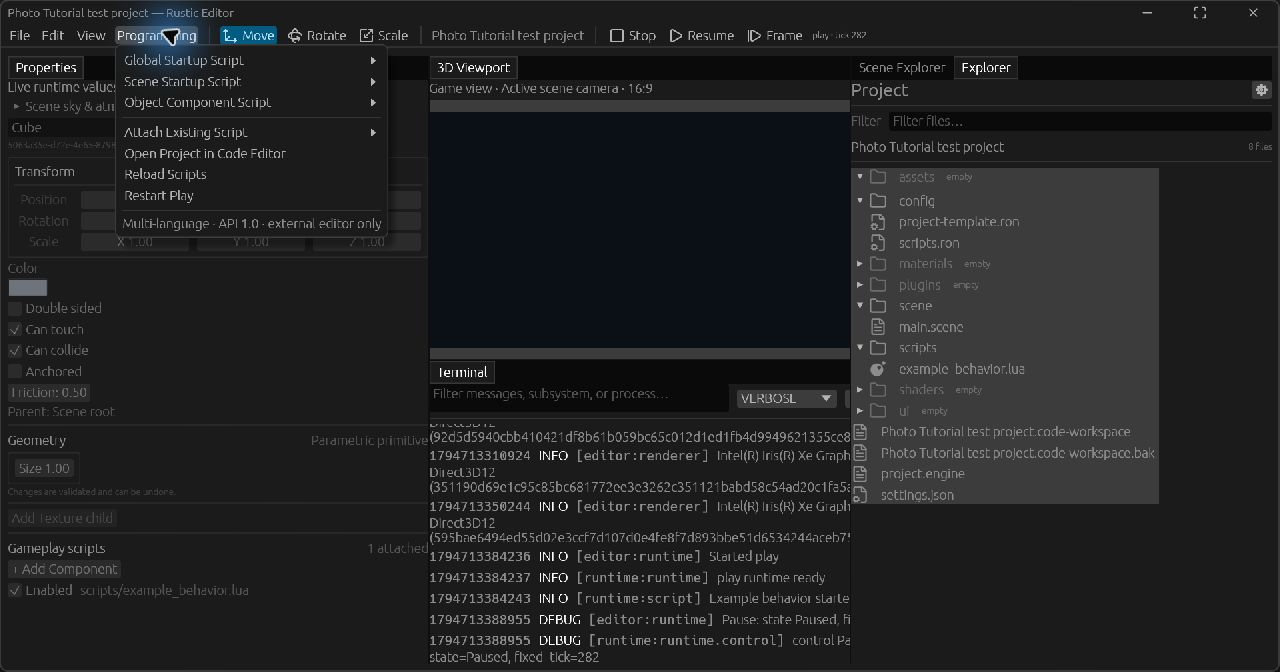 Photo Tutorial test project — Rustic Editor
File Edit View Programming Move Rotate Scale Photo Tutorial test project Stop Resume Frame
Global Startup Script
Scene Startup Script
Object Component Script
Attach Existing Script
Open Project in Code Editor
Reload Scripts
Restart Play
Multi-language · API 1.0 · external editor only
Properties
Live runtime values
Scene sky &
Cube
Transform
Position
Rotation
Scale X 1.00 Y 1.00 Z 1.00
Color
Double sided
Can touch
Can collide
Anchored
Friction: 0.50
Parent: Scene root
Geometry Parametric primitive
Size 1.00
Changes are validated and can be undone.
Add Texture child
Gameplay scripts 1 attached
+ Add Component
Enabled scripts/example_behavior.lua
3D Viewport
Game view · Active scene camera · 16:9
Terminal
Filter messages, subsystem, or process…
VERBOSE
Direct3D12
(92d5d5940cbb410421df8b61b059bc65c012d1ed1fb4d9949621355ce8
1794713310924 INFO [editor:renderer] Intel(R) Iris(R) Xe Graph
Direct3D12
(351190d69e1c95c85bc681772ee3e3262c351121babd58c54ad20c1fa5
1794713350244 INFO [editor:renderer] Intel(R) Iris(R) Xe Graph
Direct3D12
(595bae6494ed55d02e3ccf7d107d0e4fe8f7d893bbe51d6534244aceb7
1794713384236 INFO [editor:runtime] Started play
1794713384237 INFO [runtime:runtime] play runtime ready
1794713384243 INFO [runtime:script] Example behavior starte
1794713388955 DEBUG [editor:runtime] Pause: state Paused, fi
1794713388955 DEBUG [runtime:runtime.control] control Pa
state=Paused, fixed_tick=282
Scene Explorer Explorer
Project
Filter Filter files…
Photo Tutorial test project 8 files
assets empty
config
project-template.ron
scripts.ron
materials empty
plugins empty
scene
main.scene
scripts
example_behavior.lua
shaders empty
ui empty
Photo Tutorial test project.code-workspace
Photo Tutorial test project.code-workspace.bak
project.engine
settings.json